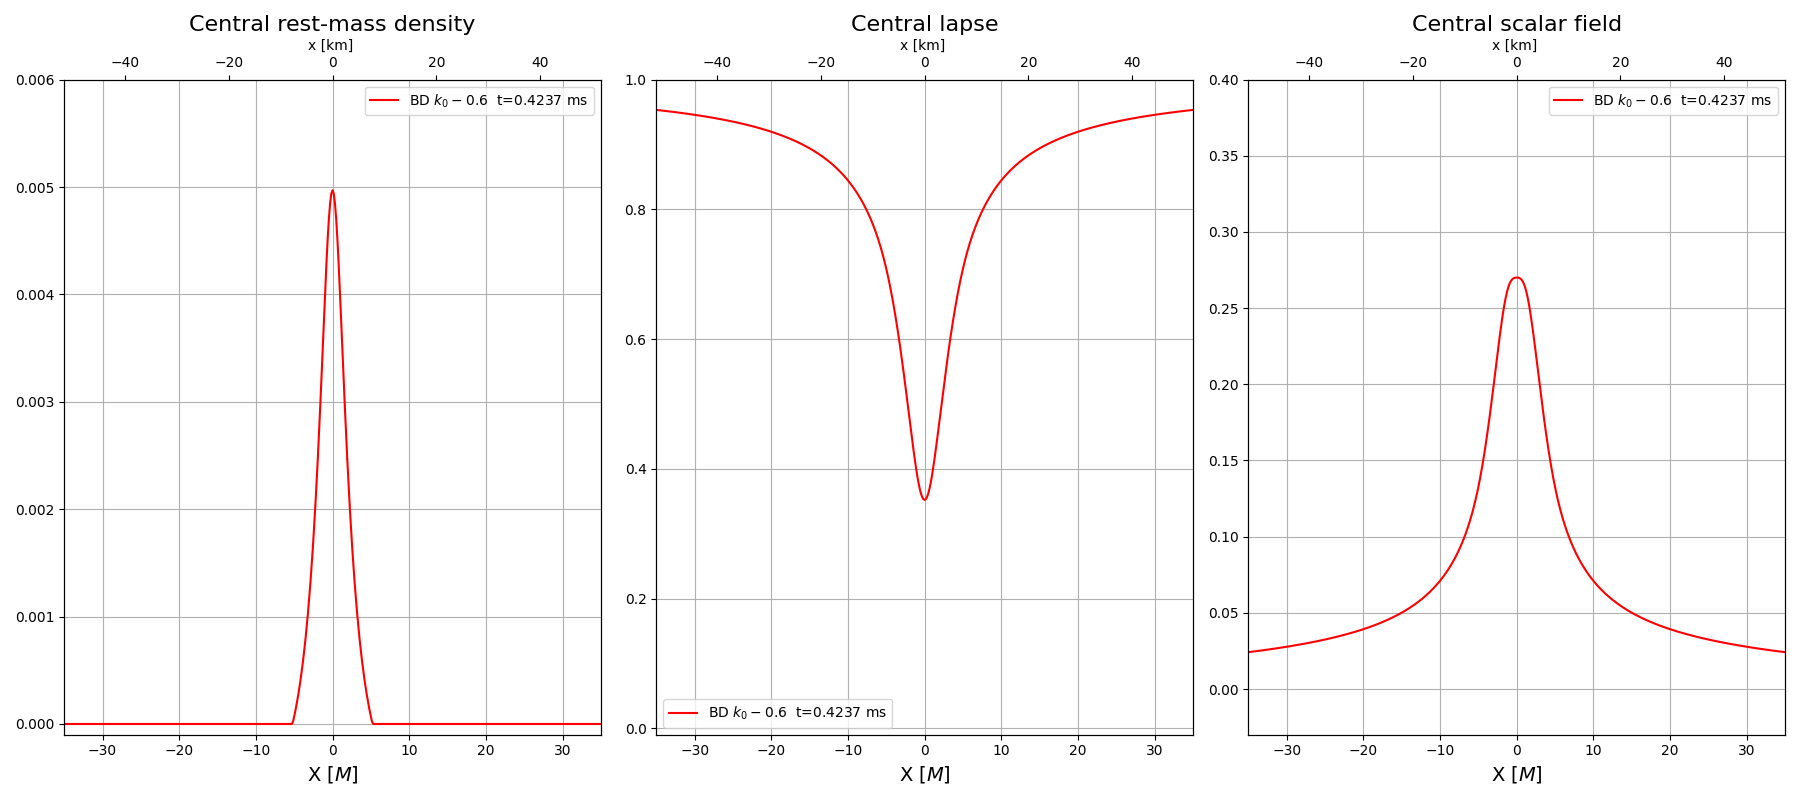 Central rest-mass density
x [km]
−40 −20 0 20 40
0.006
0.005
0.004
0.003
0.002
0.001
0.000
BD k₀ − 0.6 t=0.4237 ms
−30 −20 −10 0 10 20 30
X [M]
Central lapse
x [km]
−40 −20 0 20 40
1.0
0.8
0.6
0.4
0.2
0.0
BD k₀ − 0.6 t=0.4237 ms
−30 −20 −10 0 10 20 30
X [M]
Central scalar field
x [km]
−40 −20 0 20 40
0.40
0.35
0.30
0.25
0.20
0.15
0.10
0.05
0.00
BD k₀ − 0.6 t=0.4237 ms
−30 −20 −10 0 10 20 30
X [M]